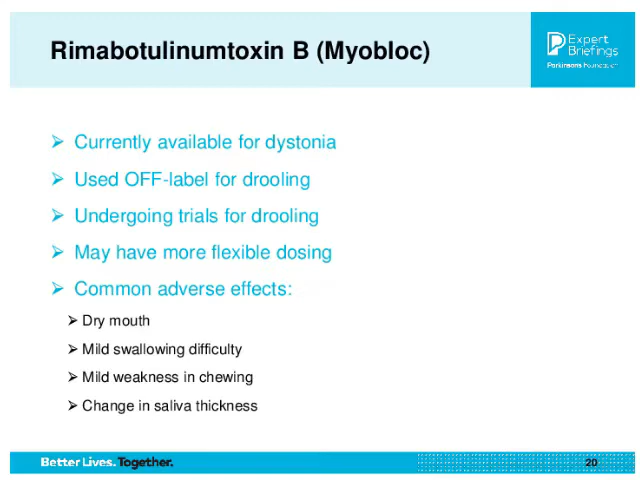 Rimabotulinumtoxin B (Myobloc)
Expert
Briefings
Parkinson's Foundation
Currently available for dystonia
Used OFF-label for drooling
Undergoing trials for drooling
May have more flexible dosing
Common adverse effects:
Dry mouth
Mild swallowing difficulty
Mild weakness in chewing
Change in saliva thickness
Better Lives. Together.
20